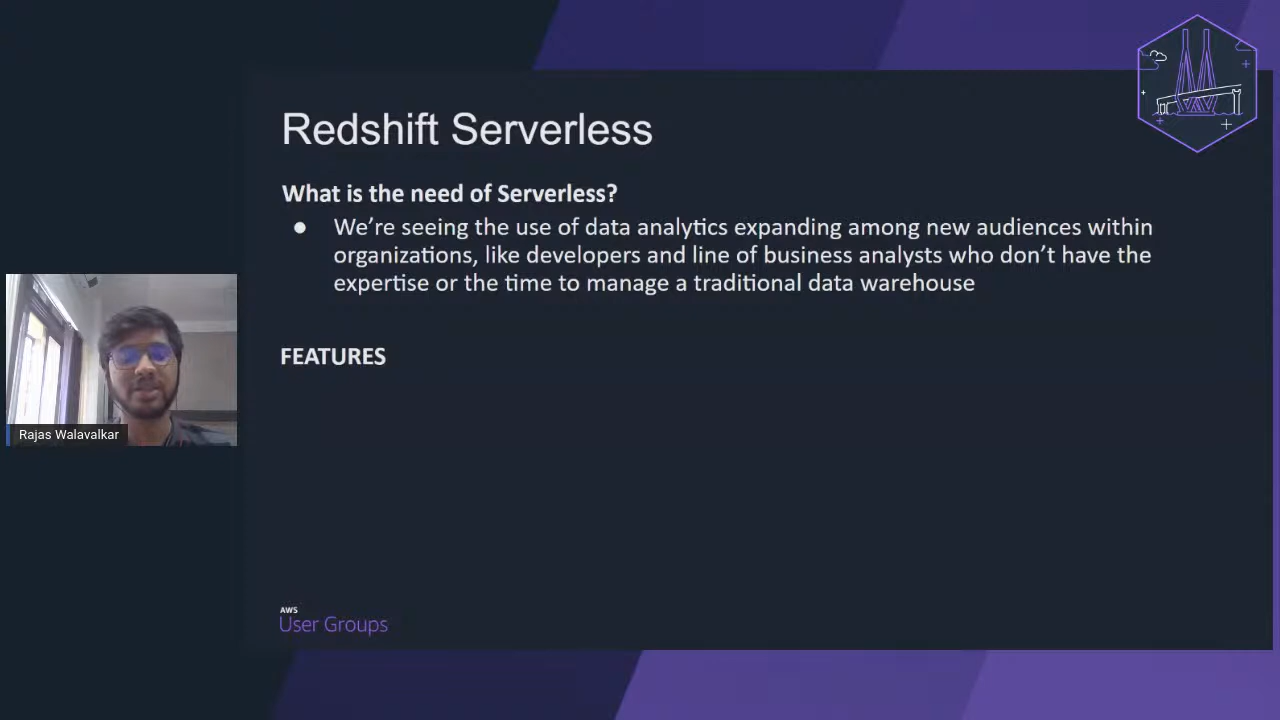 Redshift Serverless
What is the need of Serverless?
● We’re seeing the use of data analytics expanding among new audiences within
organizations, like developers and line of business analysts who don’t have the
expertise or the time to manage a traditional data warehouse
FEATURES
Rajas Walavalkar
AWS
User Groups